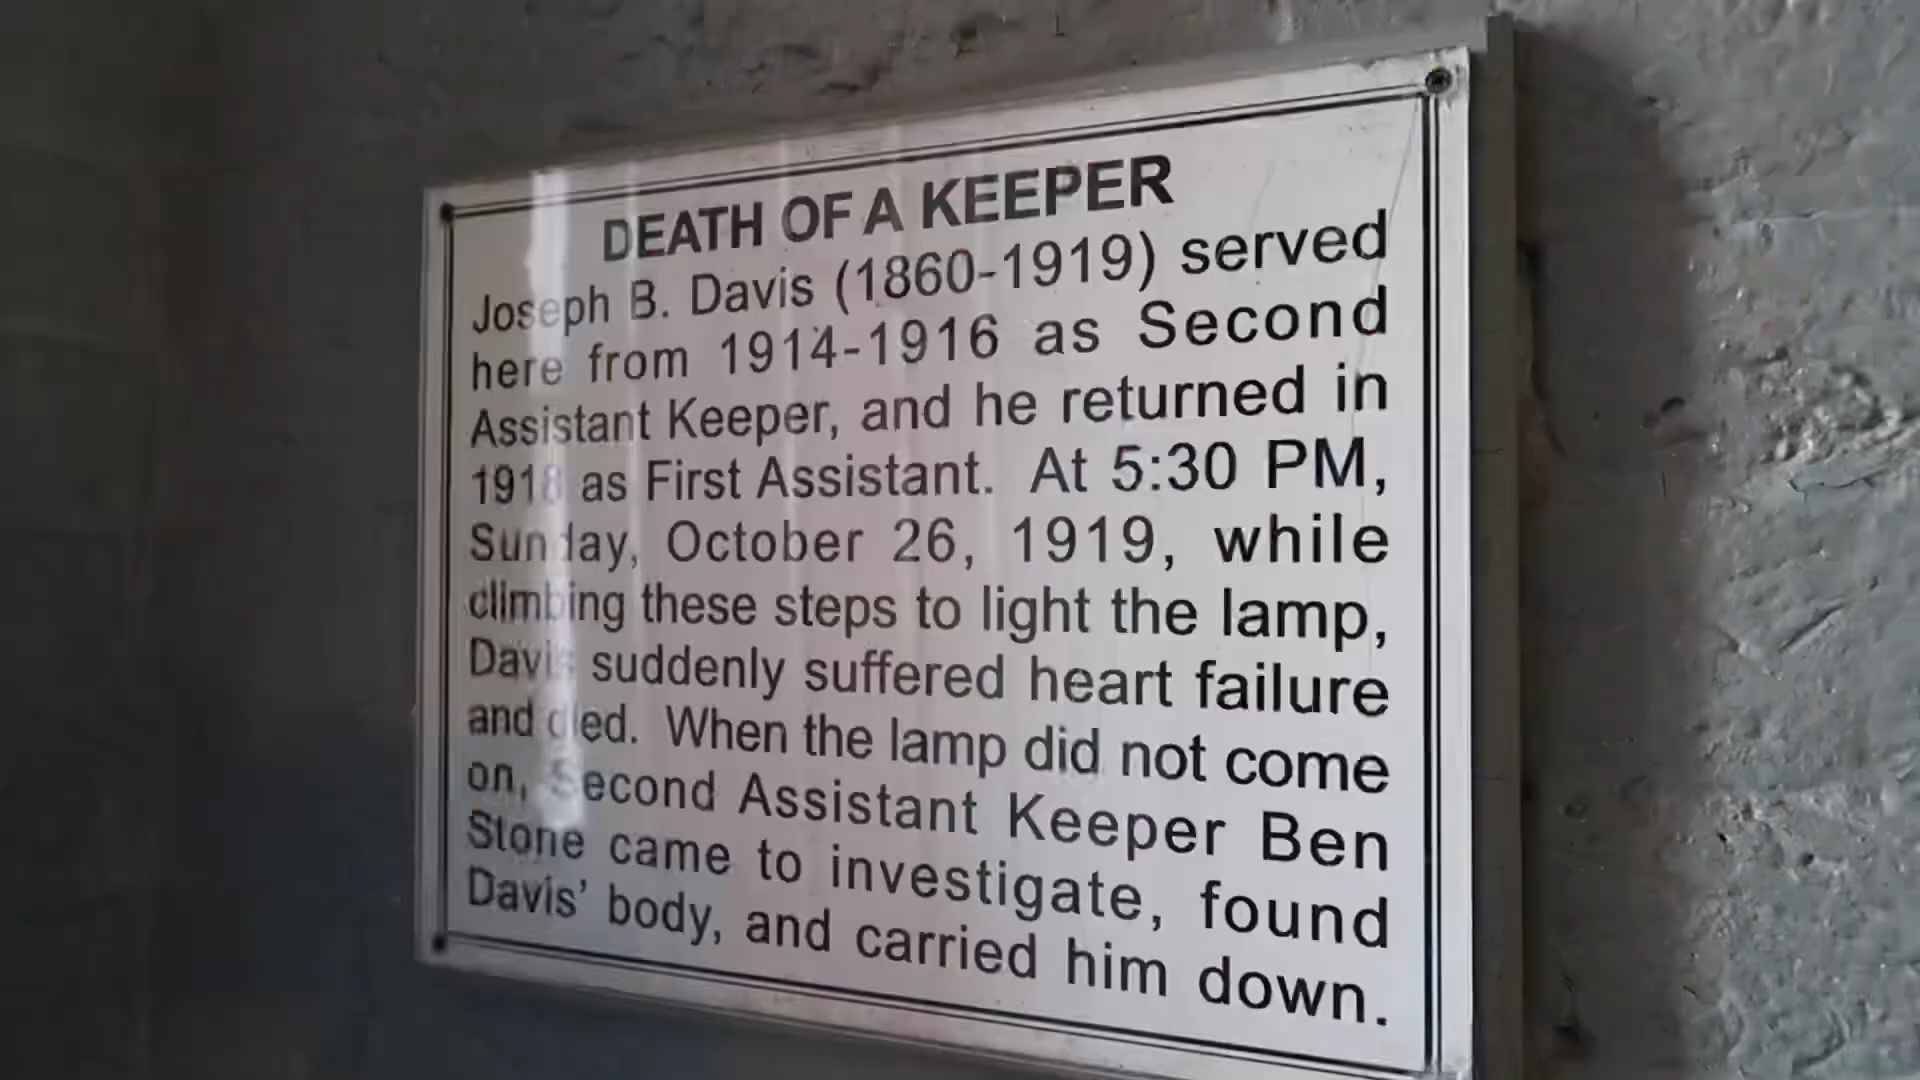 DEATH OF A KEEPER
Joseph B. Davis (1860-1919) served
here from 1914-1916 as Second
Assistant Keeper, and he returned in
1918 as First Assistant. At 5:30 PM,
Sunday, October 26, 1919, while
climbing these steps to light the lamp,
Davis suddenly suffered heart failure
and died. When the lamp did not come
on, Second Assistant Keeper Ben
Stone came to investigate, found
Davis’ body, and carried him down.